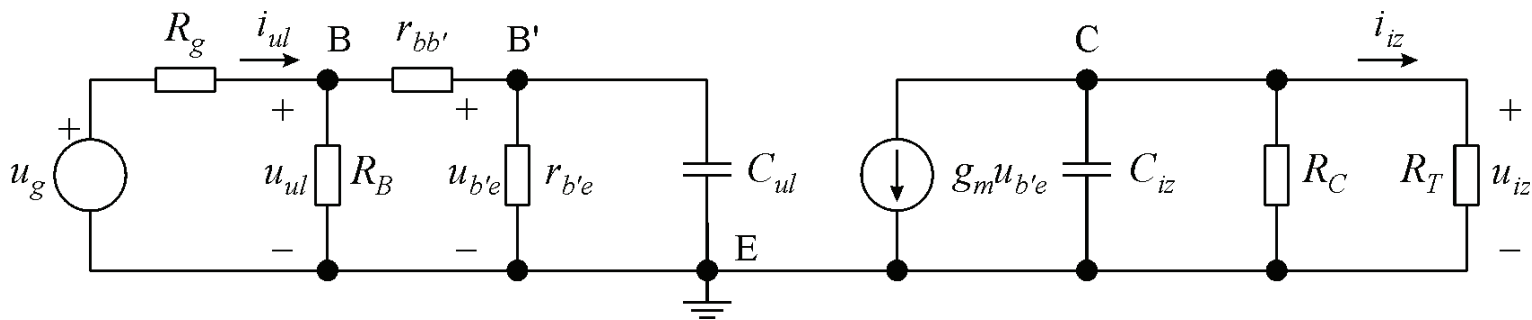 R_g i_ul B r_bb' B' C i_iz
+ + + +
u_g u_ul R_B u_b'e r_b'e C_ul g_m u_b'e C_iz R_C R_T u_iz
− − E −